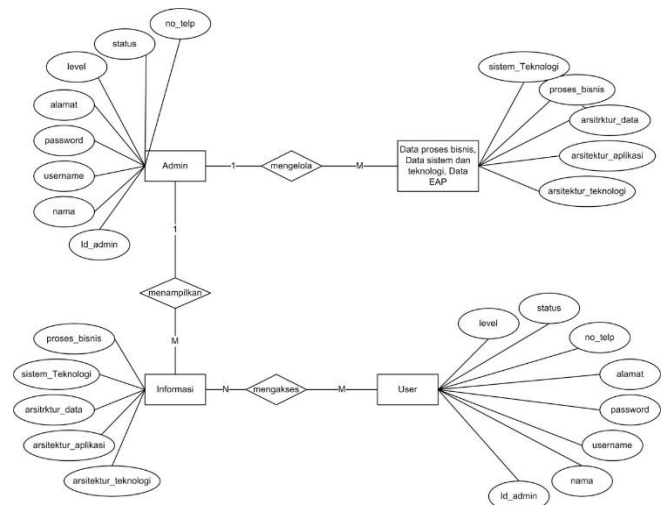 no_telp
status
level
alamat
password
username
nama
Id_admin
Admin
1
mengelola
M
Data proses bisnis,
Data sistem dan
teknologi, Data
EAP
sistem_Teknologi
proses_bisnis
arsitrktur_data
arsitektur_aplikasi
arsitektur_teknologi
1
menampilkan
M
proses_bisnis
sistem_Teknologi
arsitrktur_data
arsitektur_aplikasi
arsitektur_teknologi
Informasi
N
mengakses
M
User
level
status
no_telp
alamat
password
username
nama
Id_admin